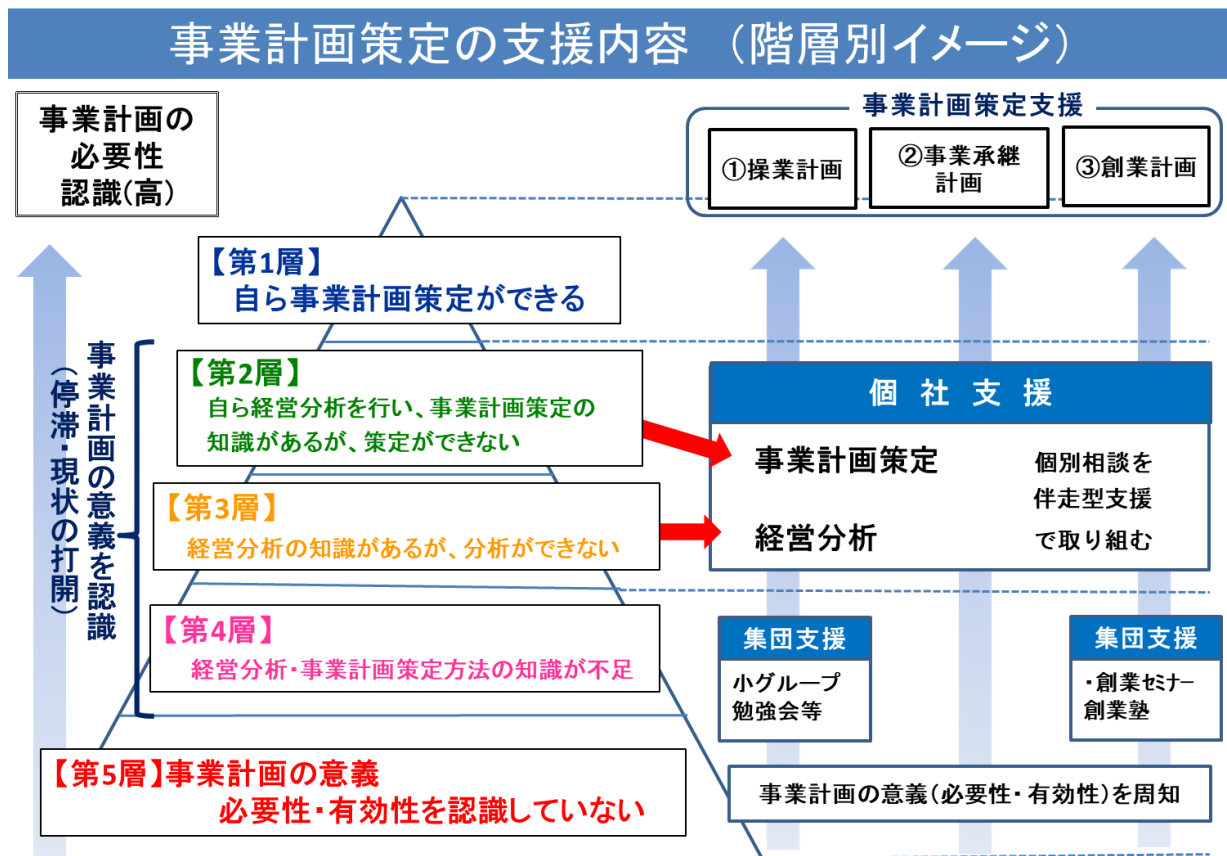 事業計画策定の支援内容 （階層別イメージ）
事業計画の
必要性
認識(高)
事業計画策定支援
①操業計画
②事業承継
計画
③創業計画
【第1層】
自ら事業計画策定ができる
事業計画の意義を認識
（停滞・現状の打開）
【第2層】
自ら経営分析を行い、事業計画策定の
知識があるが、策定ができない
【第3層】
経営分析の知識があるが、分析ができない
【第4層】
経営分析・事業計画策定方法の知識が不足
【第5層】事業計画の意義
必要性・有効性を認識していない
個 社 支 援
事業計画策定
経営分析
個別相談を
伴走型支援
で取り組む
集団支援
小グループ
勉強会等
集団支援
・創業セミナー
創業塾
事業計画の意義(必要性・有効性)を周知